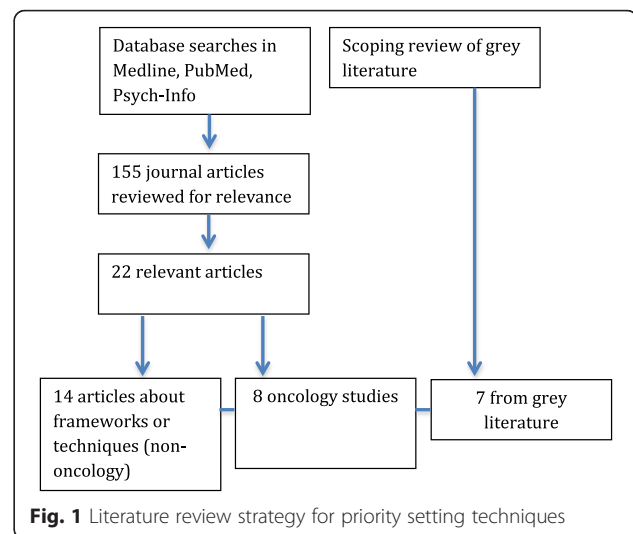 Database searches in
Medline, PubMed,
Psych-Info
Scoping review of grey
literature
155 journal articles
reviewed for relevance
22 relevant articles
14 articles about
frameworks or
techniques (non-
oncology)
8 oncology studies
7 from grey
literature
Fig. 1 Literature review strategy for priority setting techniques